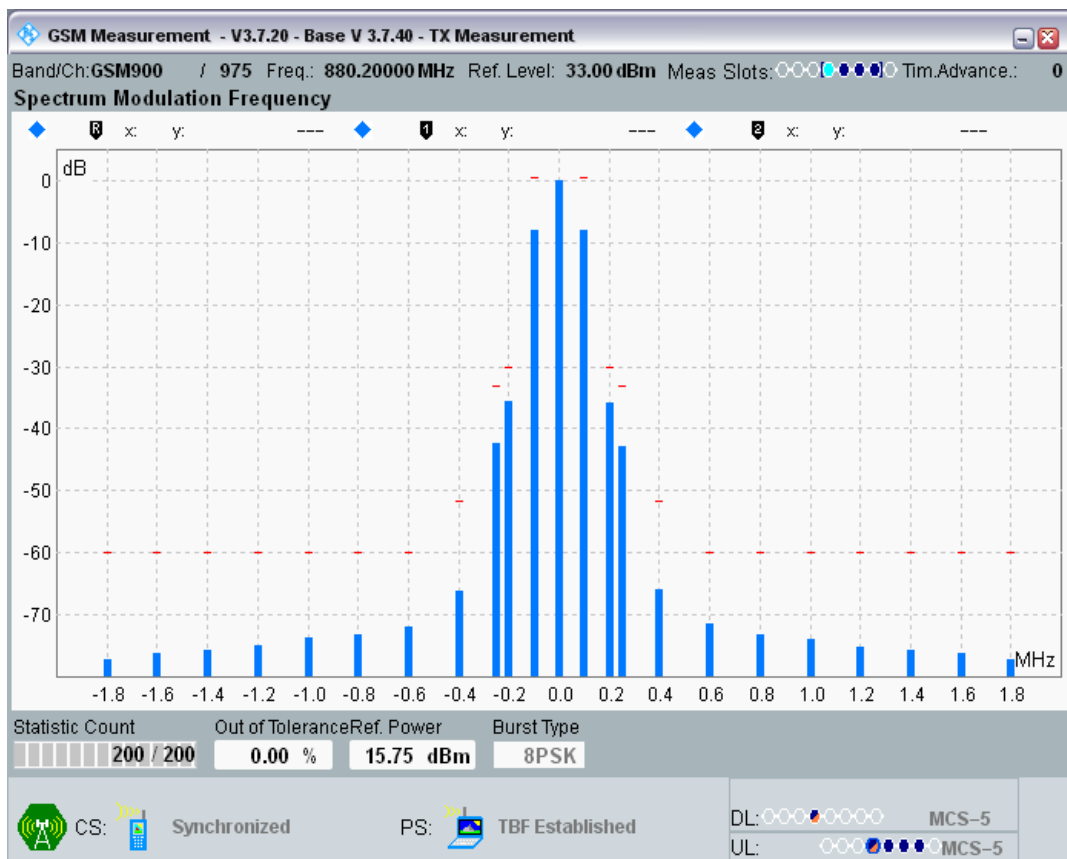 GSM Measurement - V3.7.20 - Base V 3.7.40 - TX Measurement
Band/Ch:GSM900 / 975 Freq.: 880.20000 MHz Ref. Level: 33.00 dBm Meas Slots: Tim.Advance.: 0
Spectrum Modulation Frequency
R x: y: --- 1 x: y: --- 2 x: y: ---
dB
0
-10
-20
-30
-40
-50
-60
-70
MHz
-1.8 -1.6 -1.4 -1.2 -1.0 -0.8 -0.6 -0.4 -0.2 0.0 0.2 0.4 0.6 0.8 1.0 1.2 1.4 1.6 1.8
Statistic Count Out of Tolerance Ref. Power Burst Type
200 / 200 0.00 % 15.75 dBm 8PSK
CS: Synchronized PS: TBF Established
DL: MCS-5
UL: MCS-5